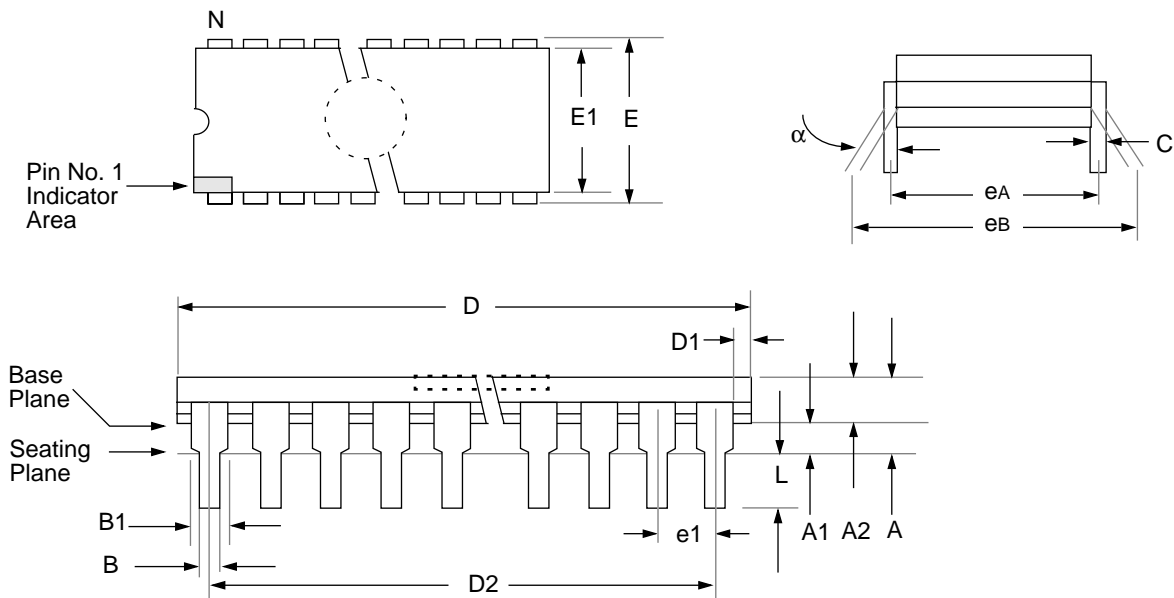 N
E1
E
Pin No. 1
Indicator
Area
α
C
eA
eB
D
D1
Base
Plane
Seating
Plane
L
B1
A1
A2
A
e1
B
D2